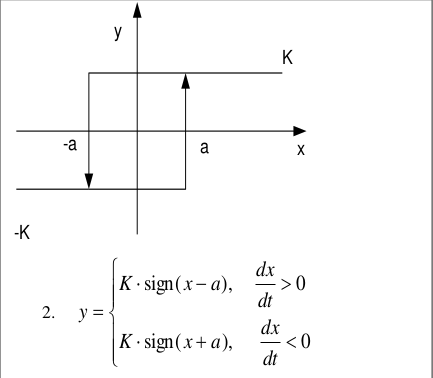 y
K
-a
a
x
-K
2. y = { K · sign(x − a), dx/dt > 0
K · sign(x + a), dx/dt < 0